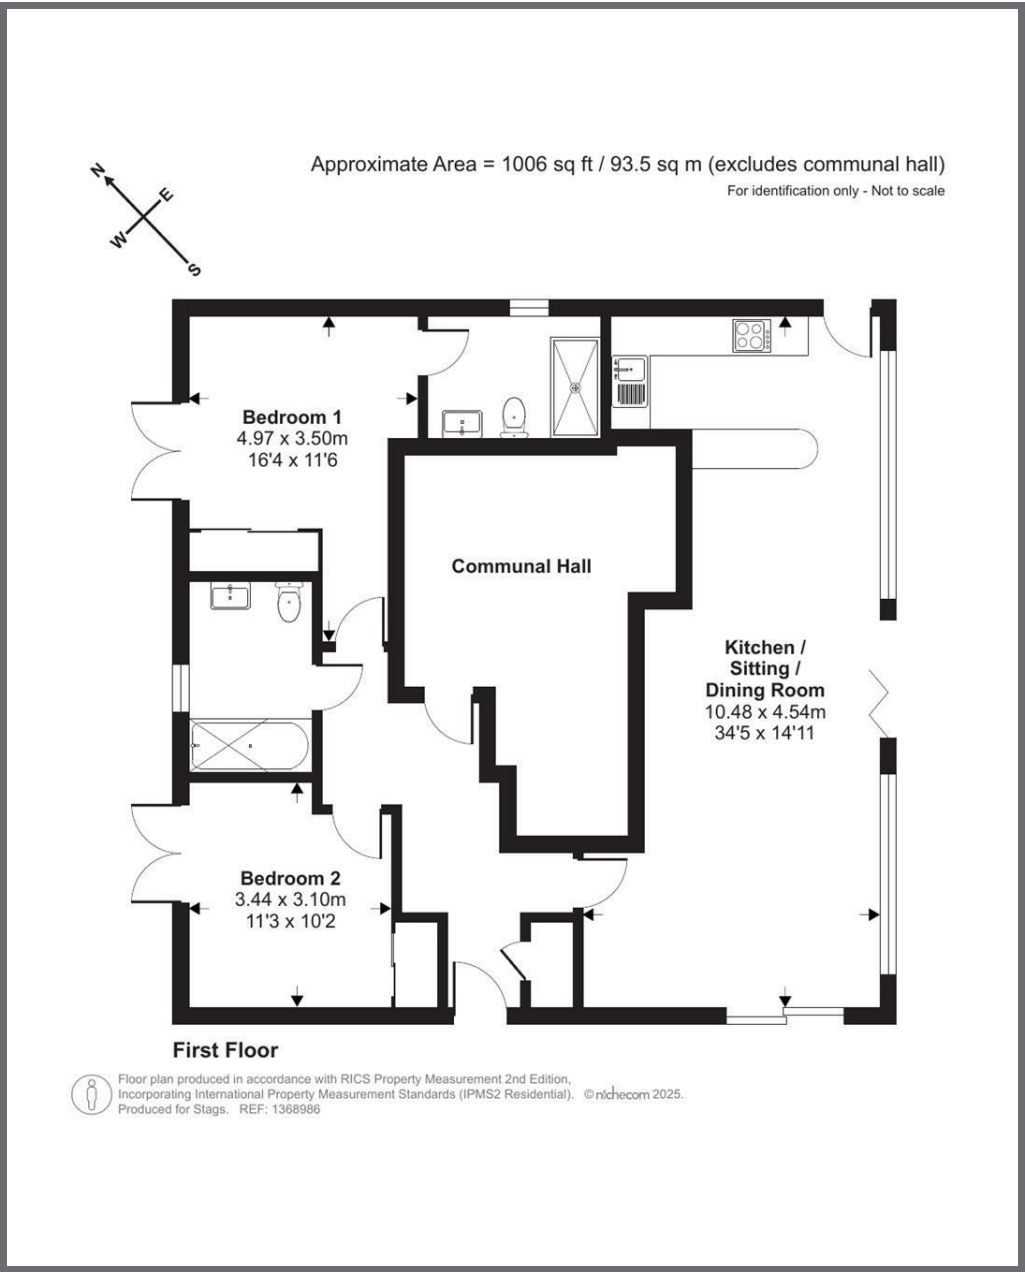 Approximate Area = 1006 sq ft / 93.5 sq m (excludes communal hall)
For identification only - Not to scale
N
E
W
S
Bedroom 1
4.97 x 3.50m
16'4 x 11'6
Communal Hall
Kitchen /
Sitting /
Dining Room
10.48 x 4.54m
34'5 x 14'11
Bedroom 2
3.44 x 3.10m
11'3 x 10'2
First Floor
Floor plan produced in accordance with RICS Property Measurement 2nd Edition,
Incorporating International Property Measurement Standards (IPMS2 Residential). © nichecom 2025.
Produced for Stags. REF: 1368986